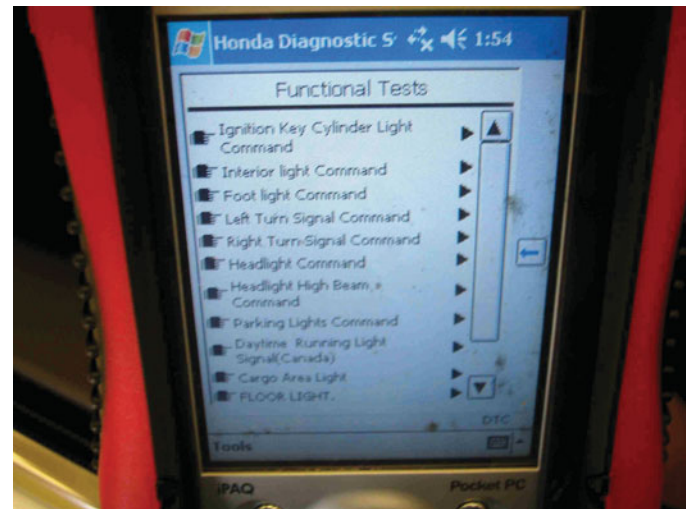 Honda Diagnostic S 1:54
Functional Tests
Ignition Key Cylinder Light
Command
Interior light Command
Foot light Command
Left Turn Signal Command
Right Turn Signal Command
Headlight Command
Headlight High Beam
Command
Parking Lights Command
Daytime Running Light
Signal(Canada)
Cargo Area Light
FLOOR LIGHT.
DTC
Tools
iPAQ Pocket PC